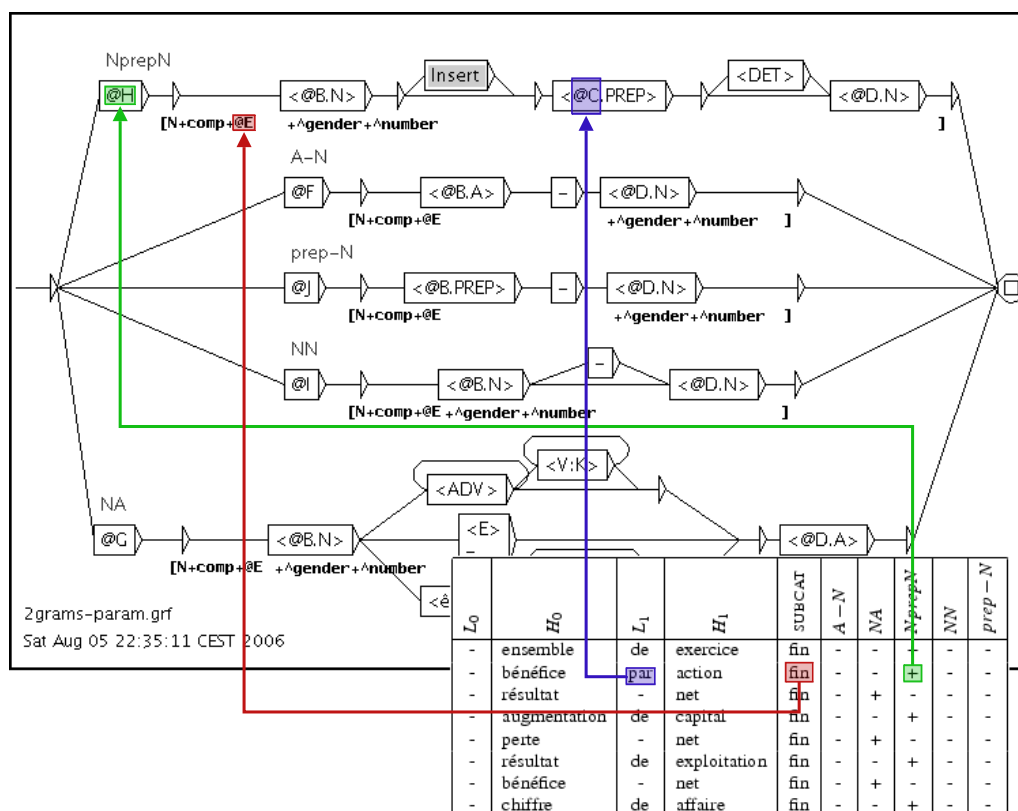 NprepN
@H <@B.N> Insert <@C.PREP> <DET> <@D.N>
[N+comp+@E +^gender+^number ]
A-N
@F <@B.A> - <@D.N>
[N+comp+@E +^gender+^number ]
prep-N
@J <@B.PREP> - <@D.N>
[N+comp+@E +^gender+^number ]
NN
@I <@B.N> - <@D.N>
[N+comp+@E +^gender+^number ]
<V:K>
<ADV>
NA
@G <@B.N> <E> <@D.A>
-
[N+comp+@E +^gender+^number
<ê
2grams-param.grf
Sat Aug 05 22:35:11 CEST 2006
L0 H0 L1 H1 SUBCAT A-N NA NprepN NN prep-N
- ensemble de exercice fin - - - -
- bénéfice par action fin - - + - -
- résultat - net fin - + - - -
- augmentation de capital fin - - + - -
- perte - net fin - + - - -
- résultat de exploitation fin - - + - -
- bénéfice - net fin - + - - -
- chiffre de affaire fin - - + - -